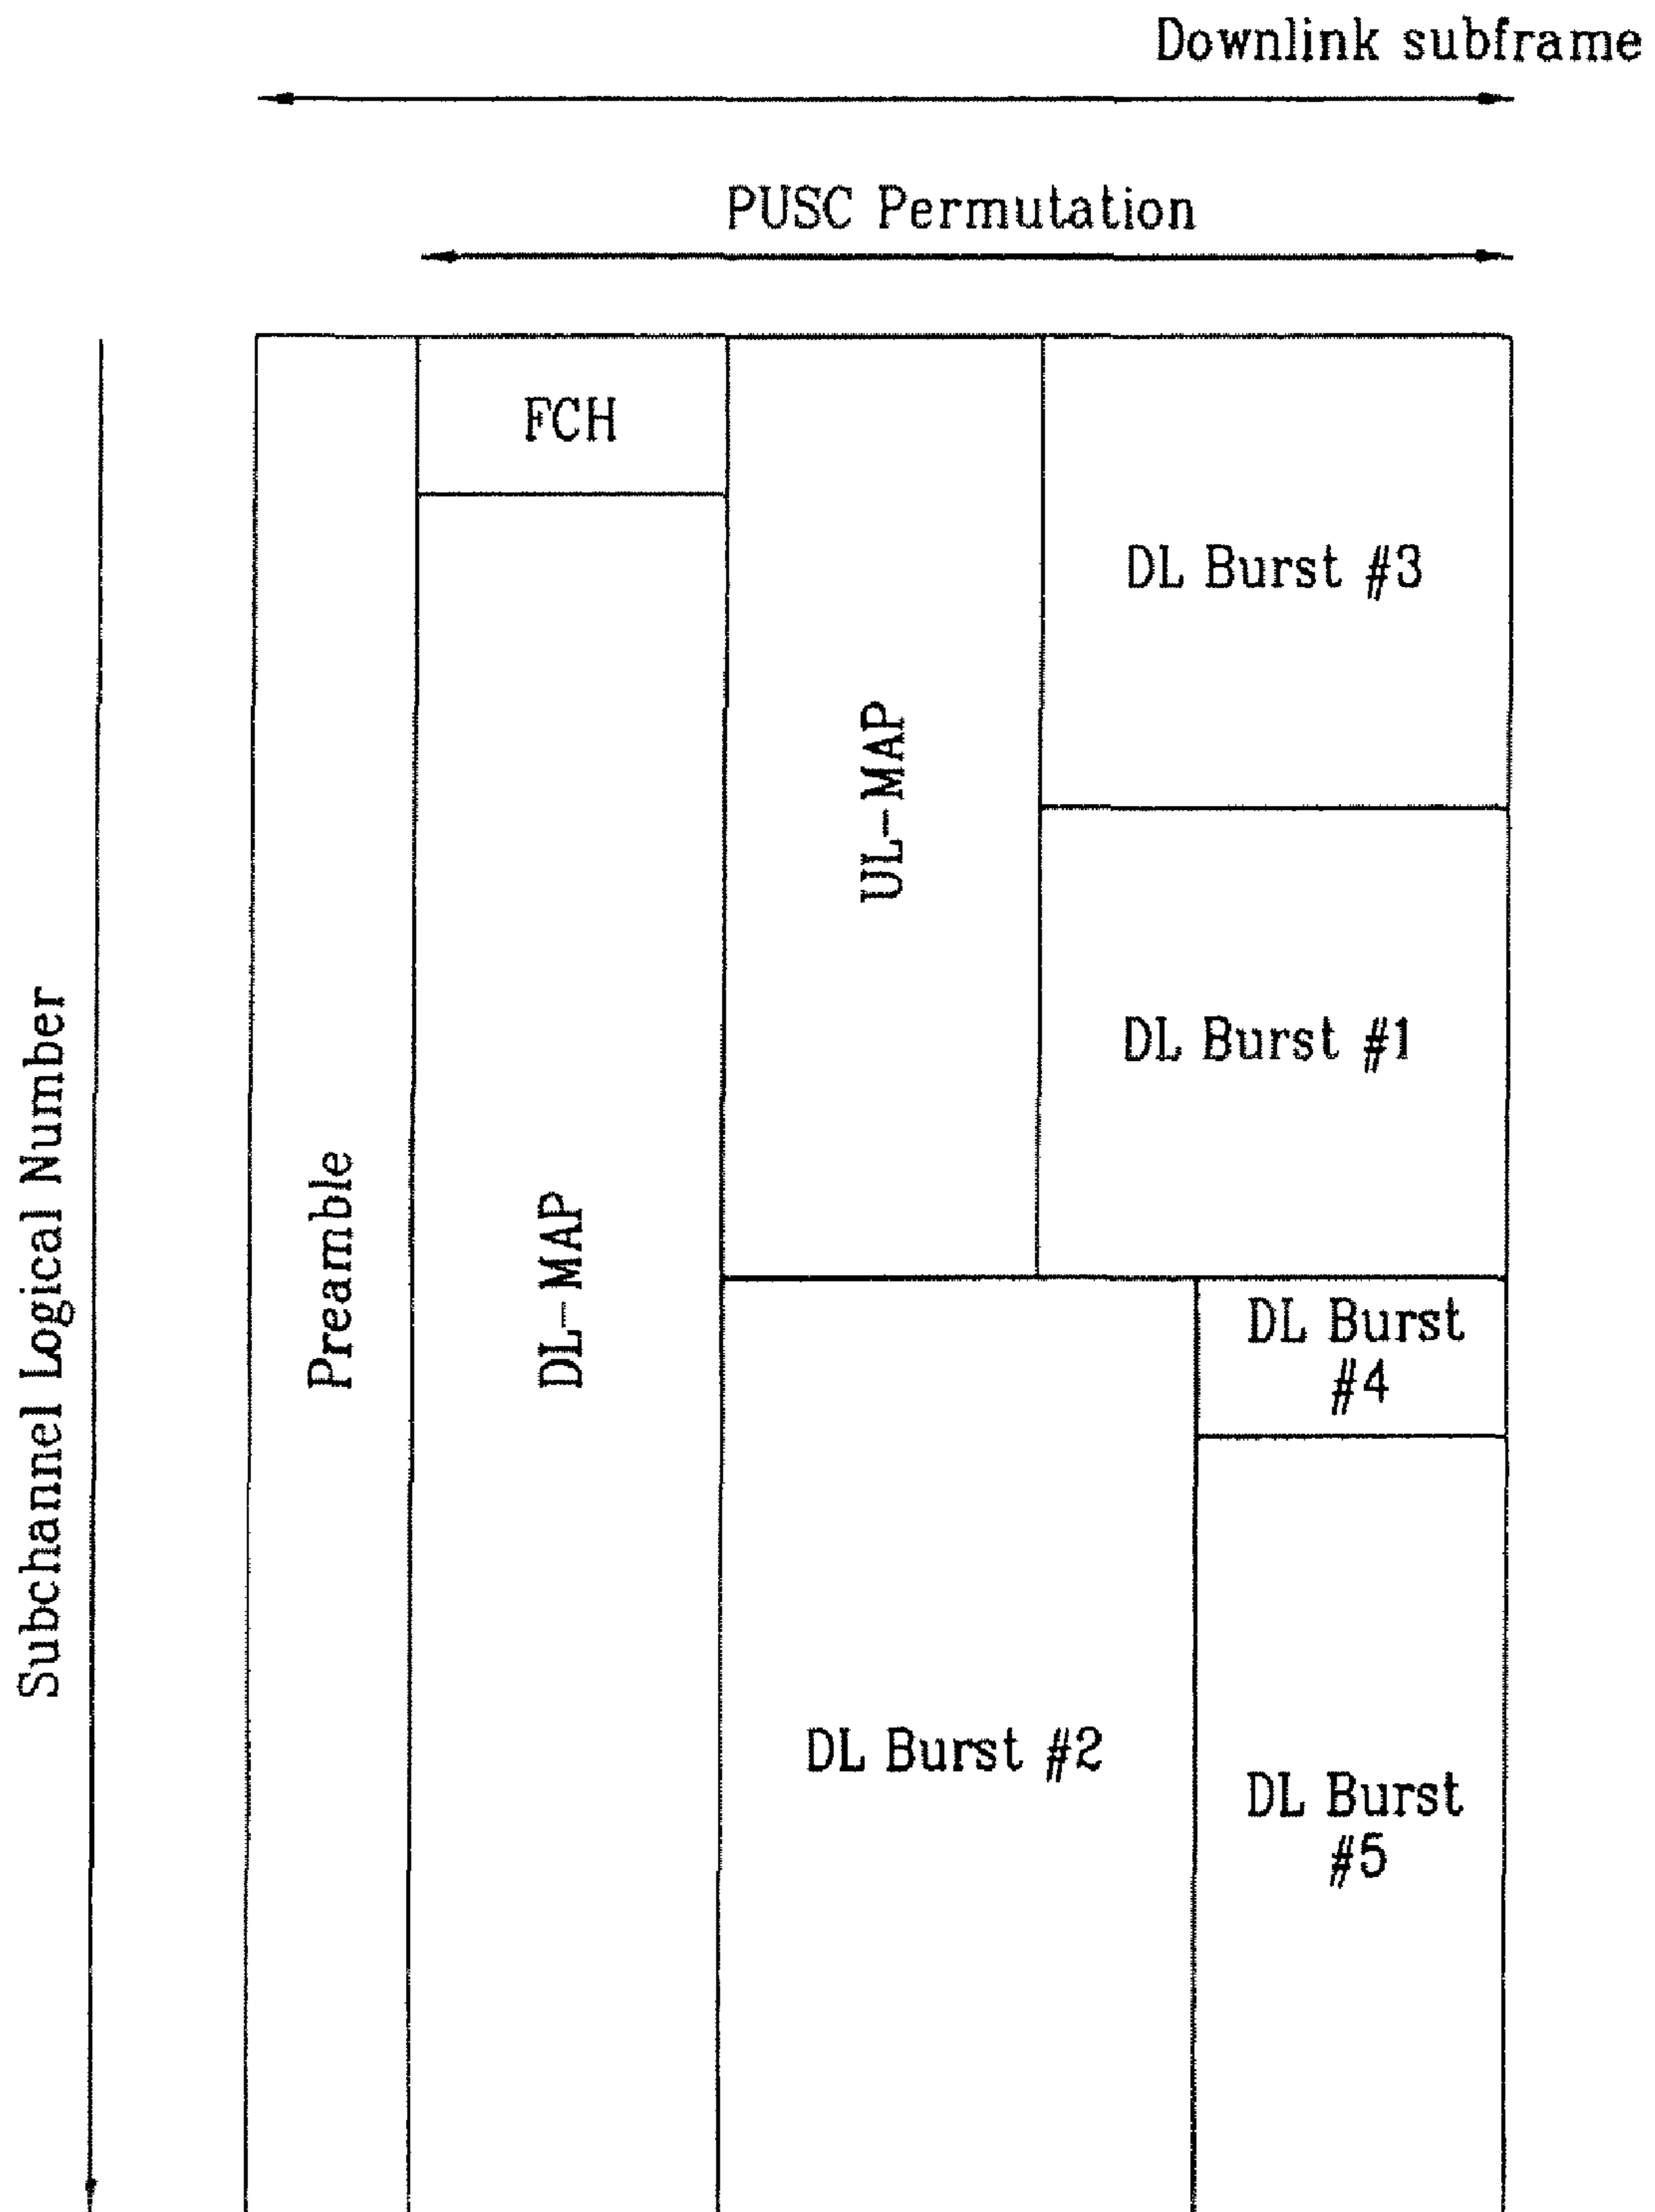 Downlink subframe
PUSC Permutation
FCH
DL Burst #3
UL-MAP
DL Burst #1
Subchannel Logical Number
Preamble
DL-MAP
DL Burst
#4
DL Burst #2
DL Burst
#5